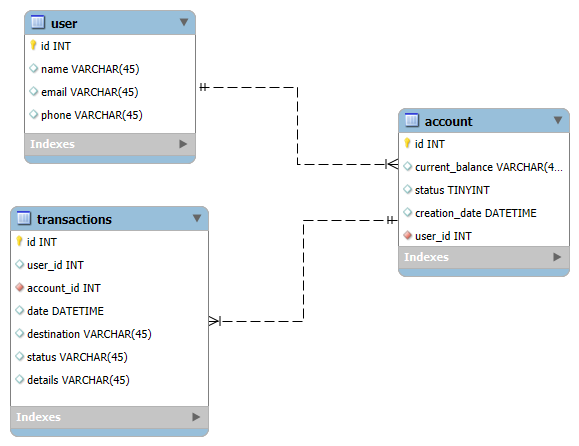 user
id INT
name VARCHAR(45)
email VARCHAR(45)
phone VARCHAR(45)
Indexes
account
id INT
current_balance VARCHAR(4...
status TINYINT
creation_date DATETIME
user_id INT
Indexes
transactions
id INT
user_id INT
account_id INT
date DATETIME
destination VARCHAR(45)
status VARCHAR(45)
details VARCHAR(45)
Indexes